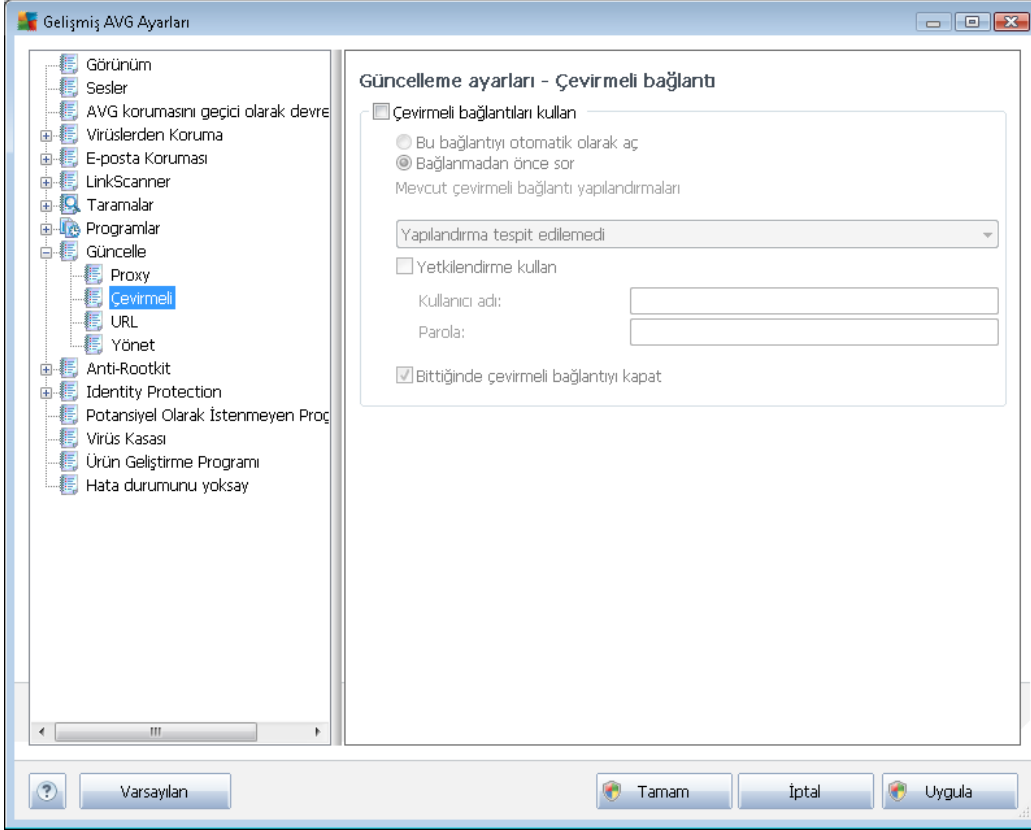 Gelişmiş AVG Ayarları
Görünüm
Sesler
AVG korumasını geçici olarak devre
Virüslerden Koruma
E-posta Koruması
LinkScanner
Taramalar
Programlar
Güncelle
Proxy
Çevirmeli
URL
Yönet
Anti-Rootkit
Identity Protection
Potansiyel Olarak İstenmeyen Prog
Virüs Kasası
Ürün Geliştirme Programı
Hata durumunu yoksay
Güncelleme ayarları - Çevirmeli bağlantı
Çevirmeli bağlantıları kullan
Bu bağlantıyı otomatik olarak aç
Bağlanmadan önce sor
Mevcut çevirmeli bağlantı yapılandırmaları
Yapılandırma tespit edilemedi
Yetkilendirme kullan
Kullanıcı adı:
Parola:
Bittiğinde çevirmeli bağlantıyı kapat
? Varsayılan Tamam İptal Uygula